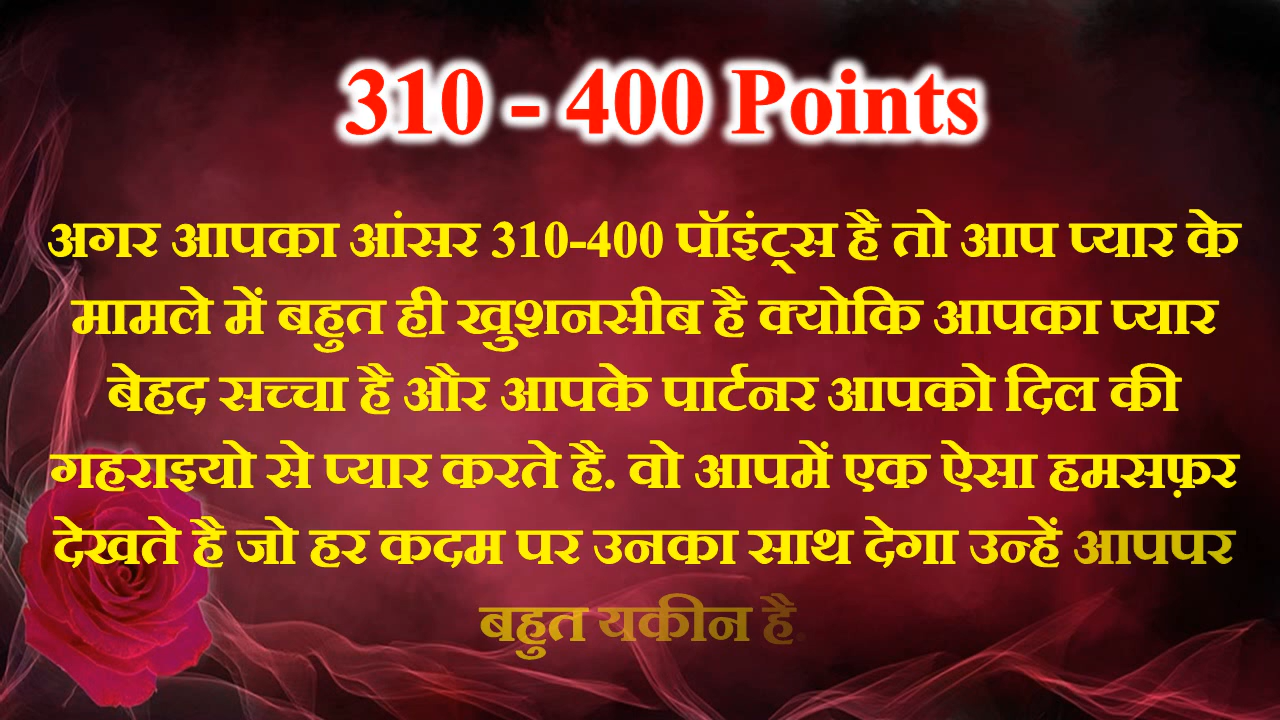 310 - 400 Points
अगर आपका आंसर 310-400 पॉइंट्स है तो आप प्यार के
मामले में बहुत ही खुशनसीब है क्योकि आपका प्यार
बेहद सच्चा है और आपके पार्टनर आपको दिल की
गहराइयो से प्यार करते है. वो आपमें एक ऐसा हमसफ़र
देखते है जो हर कदम पर उनका साथ देगा उन्हें आपपर
बहुत यकीन है.